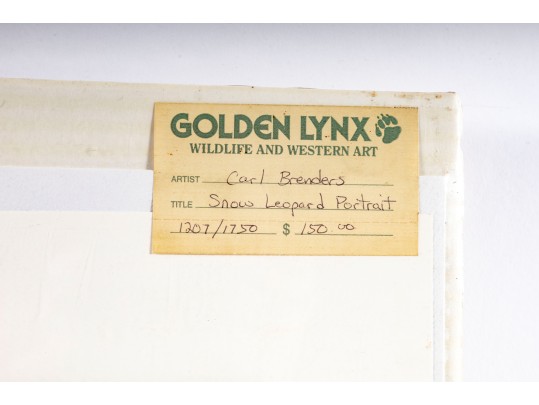 GOLDEN LYNX
WILDLIFE AND WESTERN ART
ARTIST Carl Brenders
TITLE Snow Leopard Portrait
1207/1750 $ 150.00